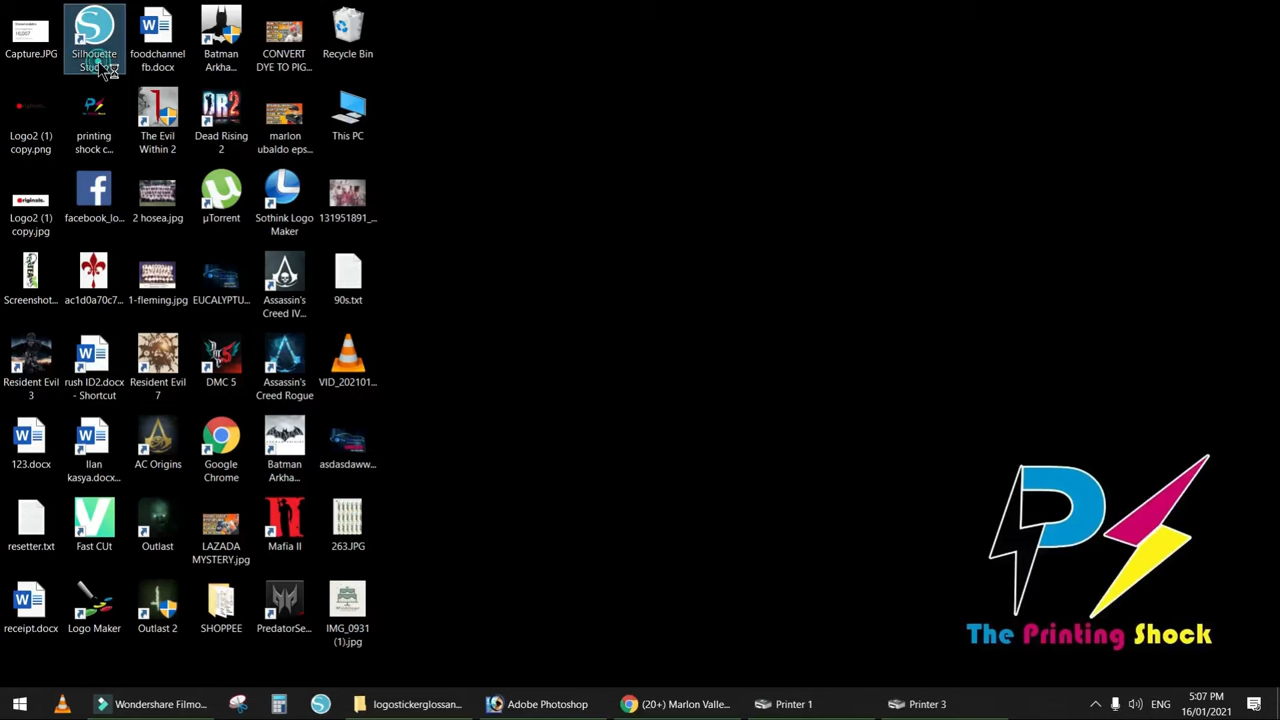 Capture.JPG
Silhouette
Studio
foodchannel
fb.docx
Batman
Arkha...
CONVERT
DYE TO PIG...
Recycle Bin
Logo2 (1)
copy.png
printing
shock c...
The Evil
Within 2
Dead Rising
2
marlon
ubaldo eps...
This PC
Logo2 (1)
copy.jpg
facebook_lo...
2 hosea.jpg
µTorrent
Sothink Logo
Maker
131951891_...
Screenshot...
ac1d0a70c7...
1-fleming.jpg
EUCALYPTU...
Assassin's
Creed IV...
90s.txt
Resident Evil
3
rush ID2.docx
- Shortcut
Resident Evil
7
DMC 5
Assassin's
Creed Rogue
VID_202101...
123.docx
Ilan
kasya.docx...
AC Origins
Google
Chrome
Batman
Arkha...
asdasdaww...
resetter.txt
Fast CUt
Outlast
LAZADA
MYSTERY.jpg
Mafia II
263.JPG
receipt.docx
Logo Maker
Outlast 2
SHOPPEE
PredatorSe...
IMG_0931
(1).jpg
The Printing Shock
Wondershare Filmo...
logostickerglossan...
Adobe Photoshop
(20+) Marlon Valle...
Printer 1
Printer 3
ENG
5:07 PM
16/01/2021